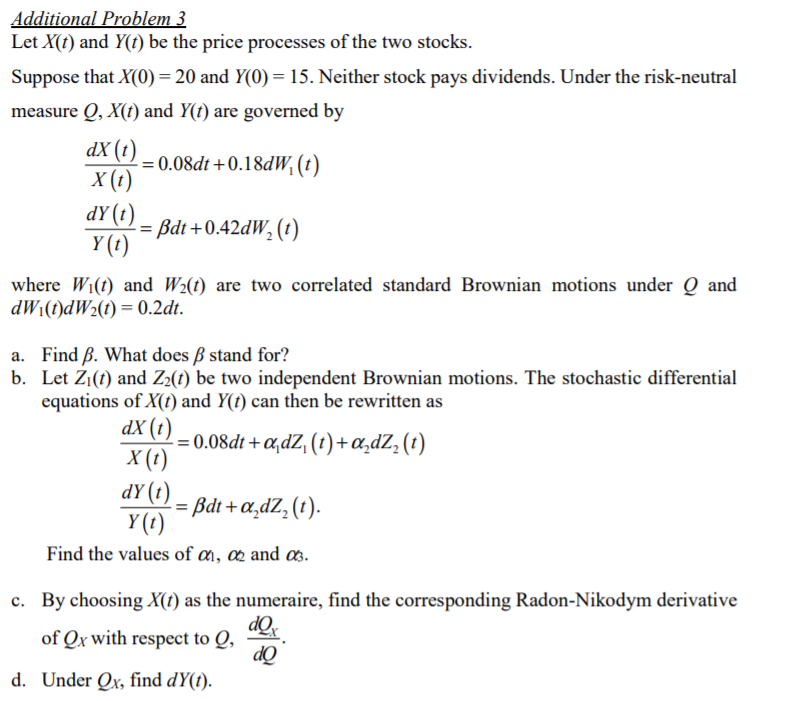 Additional Problem 3
Let X(t) and Y(t) be the price processes of the two stocks.
Suppose that X(0) = 20 and Y(0) = 15. Neither stock pays dividends. Under the risk-neutral
measure Q, X(t) and Y(t) are governed by
dX(t)/X(t) = 0.08dt + 0.18dW₁(t)
dY(t)/Y(t) = βdt + 0.42dW₂(t)
where W₁(t) and W₂(t) are two correlated standard Brownian motions under Q and
dW₁(t)dW₂(t) = 0.2dt.
a. Find β. What does β stand for?
b. Let Z₁(t) and Z₂(t) be two independent Brownian motions. The stochastic differential
equations of X(t) and Y(t) can then be rewritten as
dX(t)/X(t) = 0.08dt + α₁dZ₁(t) + α₂dZ₂(t)
dY(t)/Y(t) = βdt + α₂dZ₂(t).
Find the values of α₁, α₂ and α₃.
c. By choosing X(t) as the numeraire, find the corresponding Radon-Nikodym derivative
of Qₓ with respect to Q, dQₓ/dQ.
d. Under Qₓ, find dY(t).